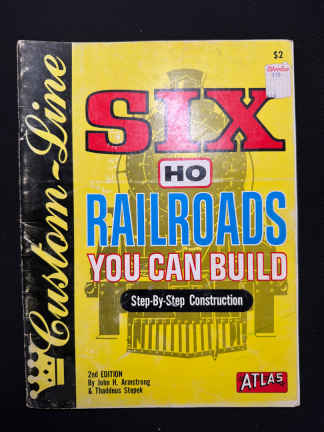 Custom-Line
$2
SIX
HO
RAILROADS
YOU CAN BUILD
Step-By-Step Construction
2nd EDITION
By John H. Armstrong
& Thaddeus Stepek
ATLAS